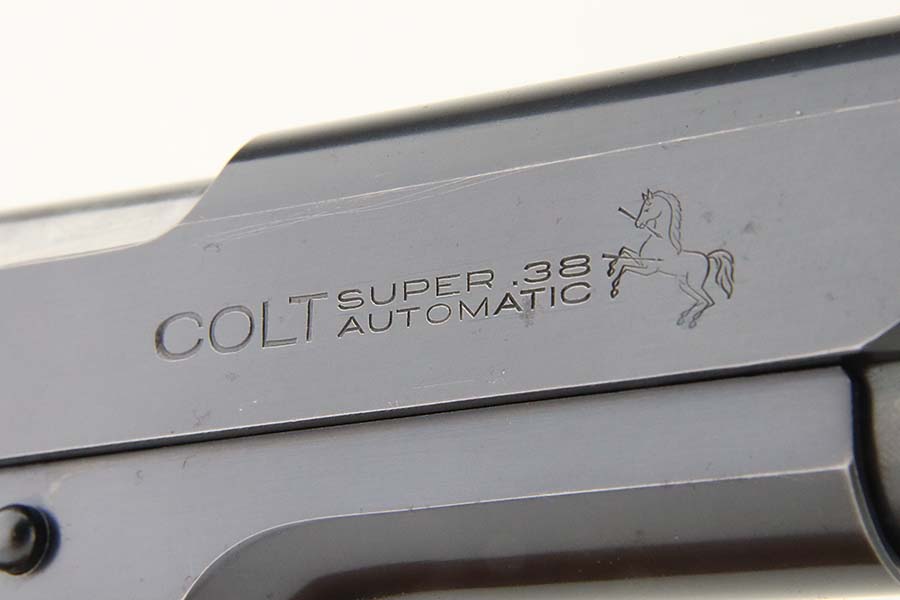 COLT
SUPER .38
AUTOMATIC